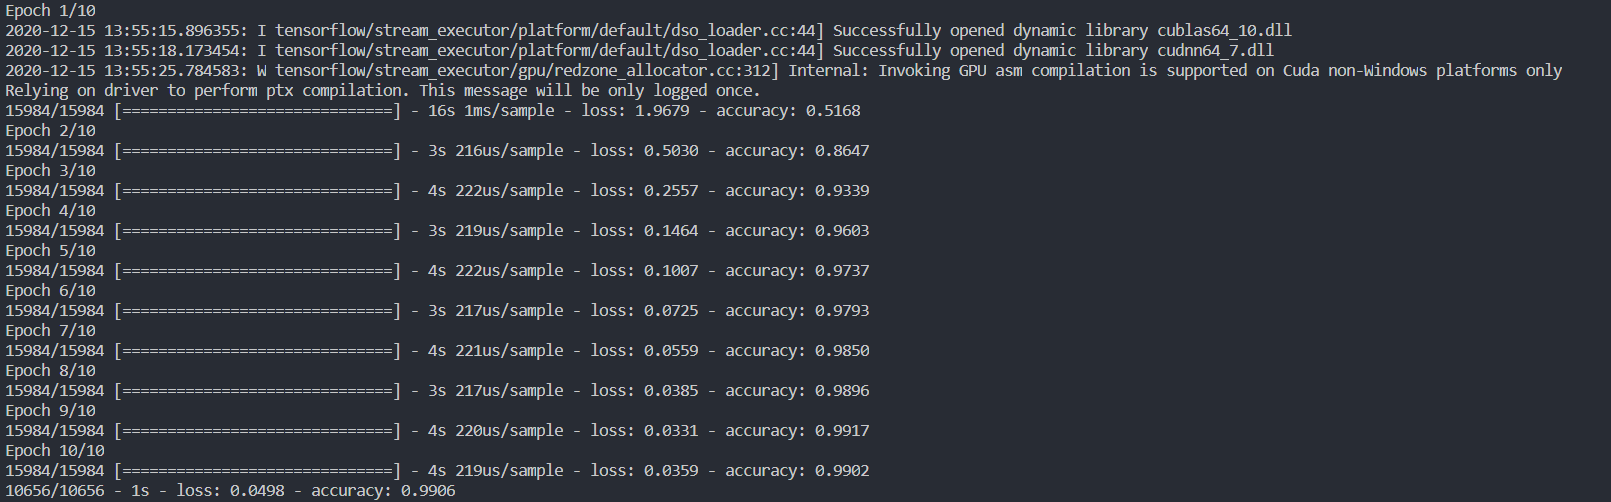 Epoch 1/10
2020-12-15 13:55:15.896355: I tensorflow/stream_executor/platform/default/dso_loader.cc:44] Successfully opened dynamic library cublas64_10.dll
2020-12-15 13:55:18.173454: I tensorflow/stream_executor/platform/default/dso_loader.cc:44] Successfully opened dynamic library cudnn64_7.dll
2020-12-15 13:55:25.784583: W tensorflow/stream_executor/gpu/redzone_allocator.cc:312] Internal: Invoking GPU asm compilation is supported on Cuda non-Windows platforms only
Relying on driver to perform ptx compilation. This message will be only logged once.
15984/15984 [==============================] - 16s 1ms/sample - loss: 1.9679 - accuracy: 0.5168
Epoch 2/10
15984/15984 [==============================] - 3s 216us/sample - loss: 0.5030 - accuracy: 0.8647
Epoch 3/10
15984/15984 [==============================] - 4s 222us/sample - loss: 0.2557 - accuracy: 0.9339
Epoch 4/10
15984/15984 [==============================] - 3s 219us/sample - loss: 0.1464 - accuracy: 0.9603
Epoch 5/10
15984/15984 [==============================] - 4s 222us/sample - loss: 0.1007 - accuracy: 0.9737
Epoch 6/10
15984/15984 [==============================] - 3s 217us/sample - loss: 0.0725 - accuracy: 0.9793
Epoch 7/10
15984/15984 [==============================] - 4s 221us/sample - loss: 0.0559 - accuracy: 0.9850
Epoch 8/10
15984/15984 [==============================] - 3s 217us/sample - loss: 0.0385 - accuracy: 0.9896
Epoch 9/10
15984/15984 [==============================] - 4s 220us/sample - loss: 0.0331 - accuracy: 0.9917
Epoch 10/10
15984/15984 [==============================] - 4s 219us/sample - loss: 0.0359 - accuracy: 0.9902
10656/10656 - 1s - loss: 0.0498 - accuracy: 0.9906